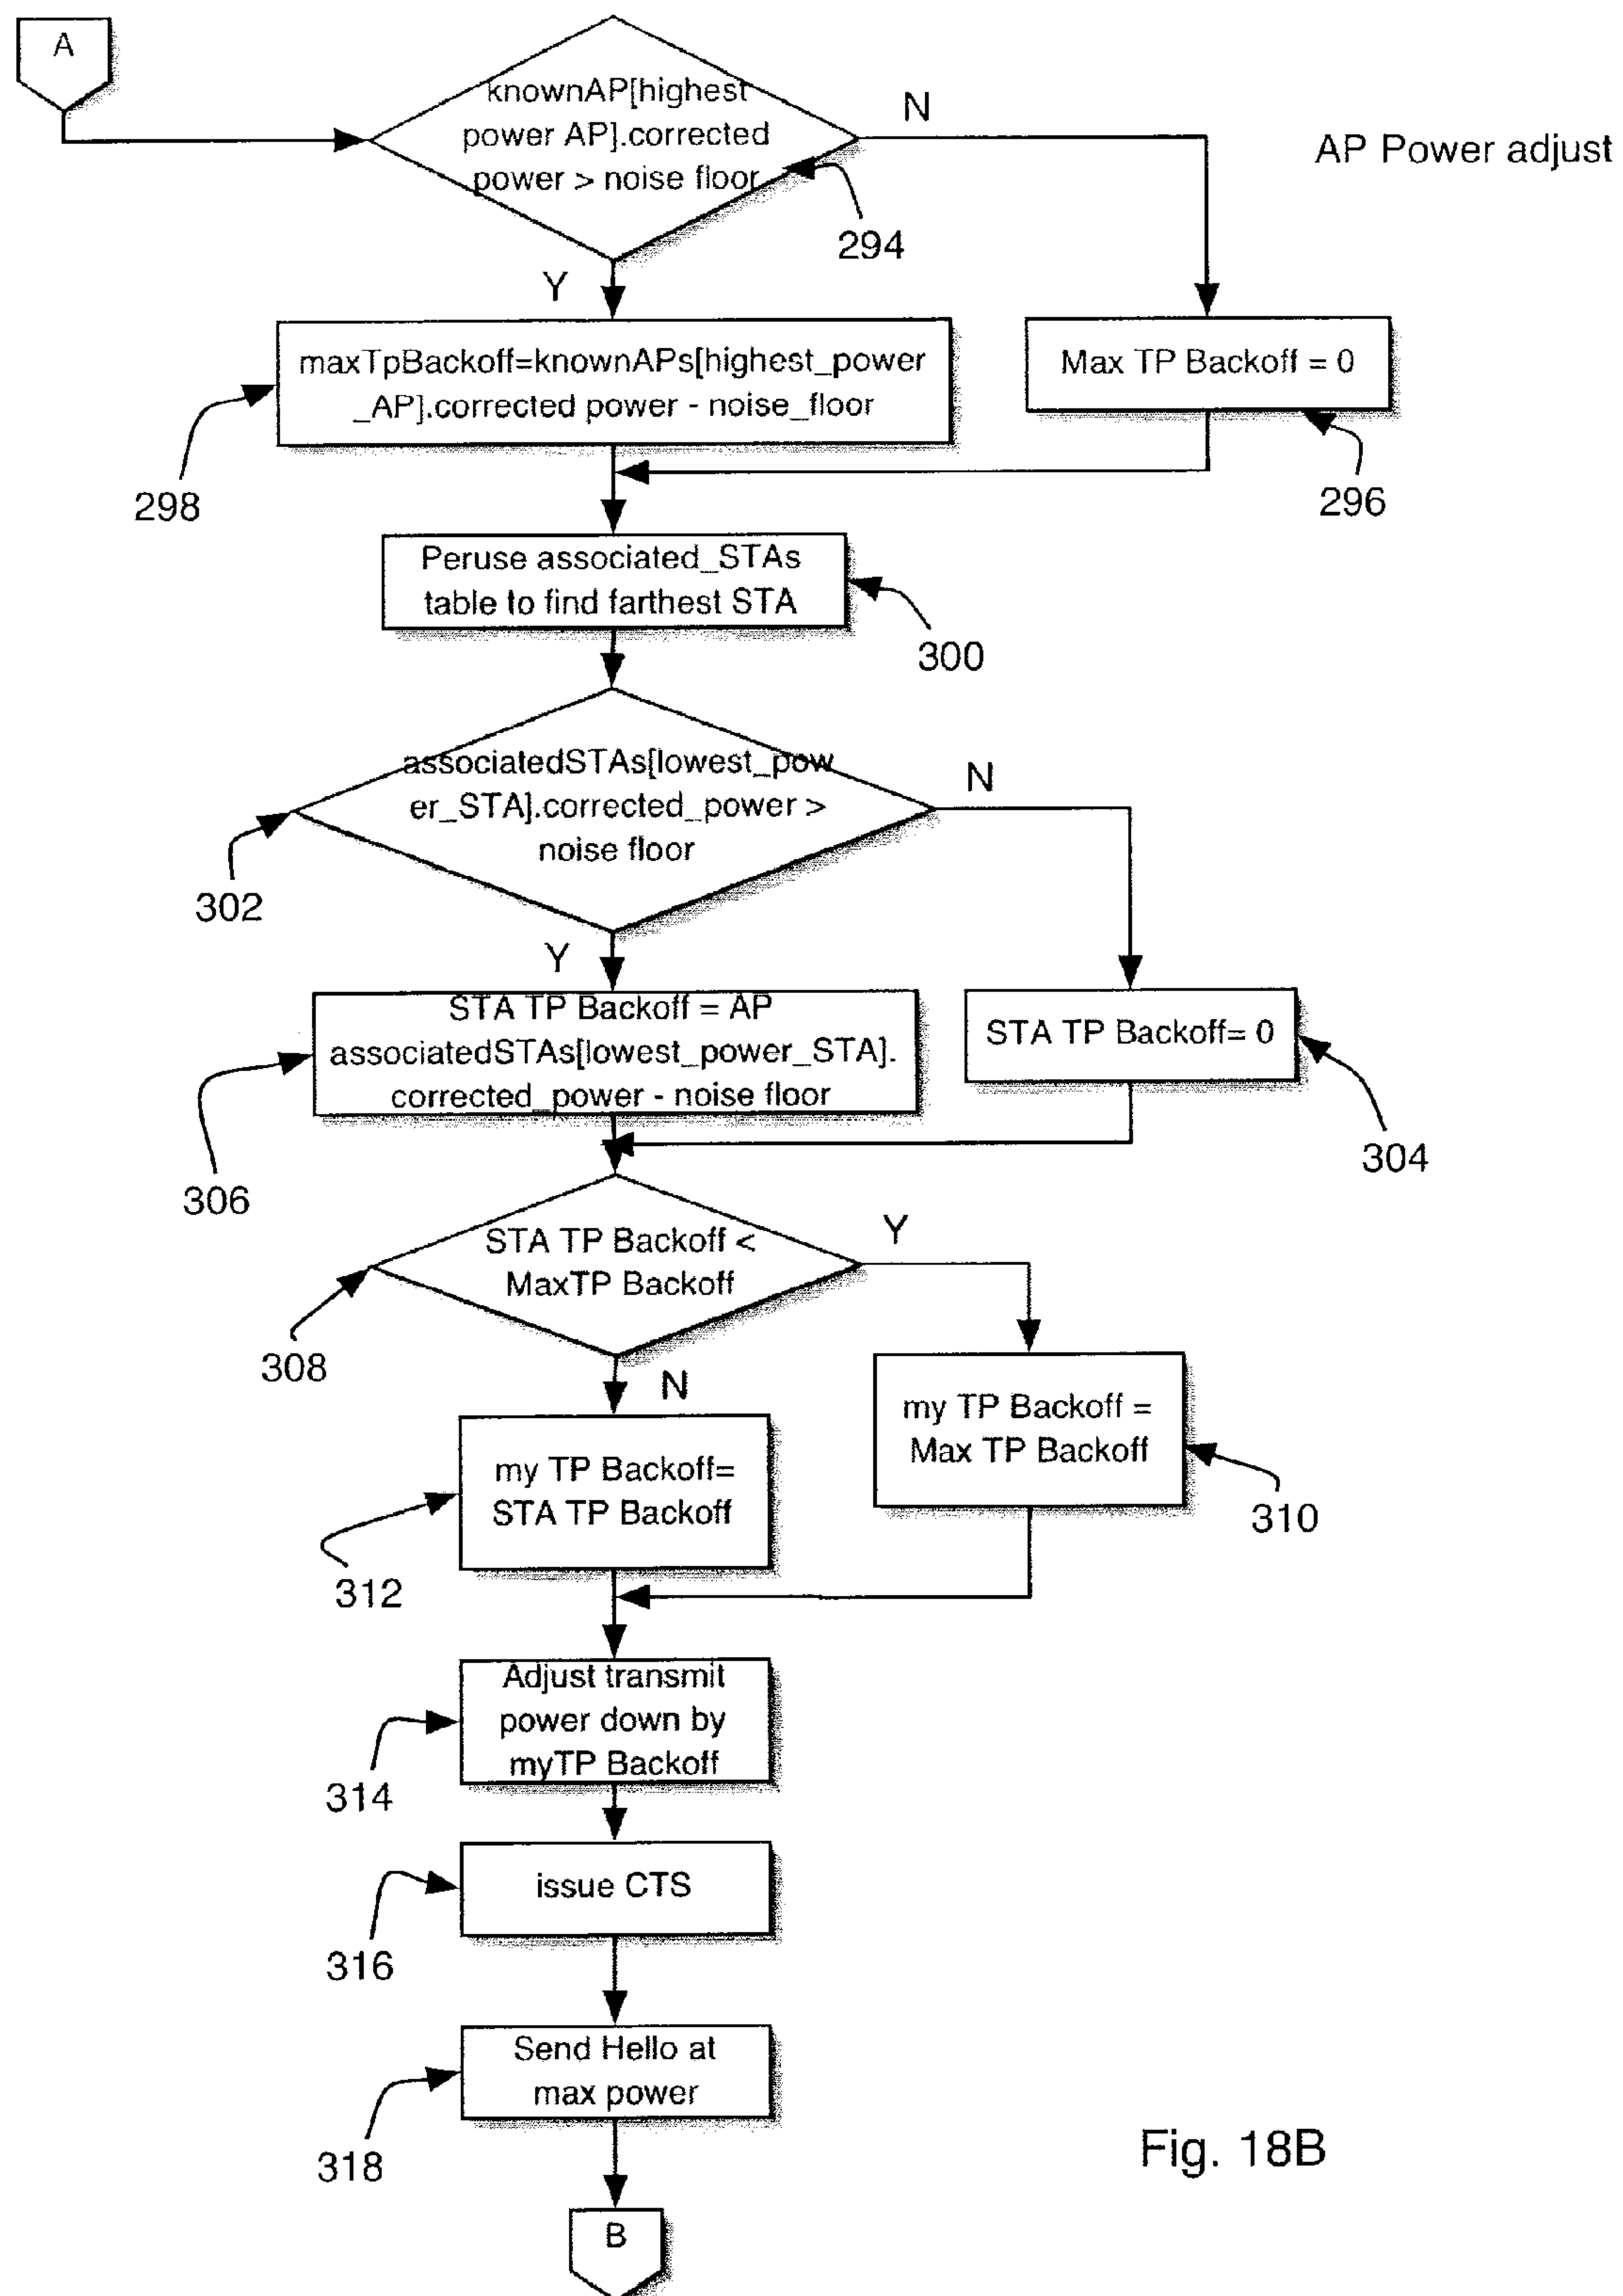 A
knownAP[highest
power AP].corrected
power > noise floor
N
AP Power adjust
294
Y
maxTpBackoff=knownAPs[highest_power
_AP].corrected power - noise_floor
Max TP Backoff = 0
298
296
Peruse associated_STAs
table to find farthest STA
300
associatedSTAs[lowest_pow
er_STA].corrected_power >
noise floor
N
302
Y
STA TP Backoff = AP
associatedSTAs[lowest_power_STA].
corrected_power - noise floor
STA TP Backoff= 0
306
304
STA TP Backoff <
MaxTP Backoff
Y
308
N
my TP Backoff =
Max TP Backoff
my TP Backoff=
STA TP Backoff
310
312
Adjust transmit
power down by
myTP Backoff
314
issue CTS
316
Send Hello at
max power
318
Fig. 18B
B